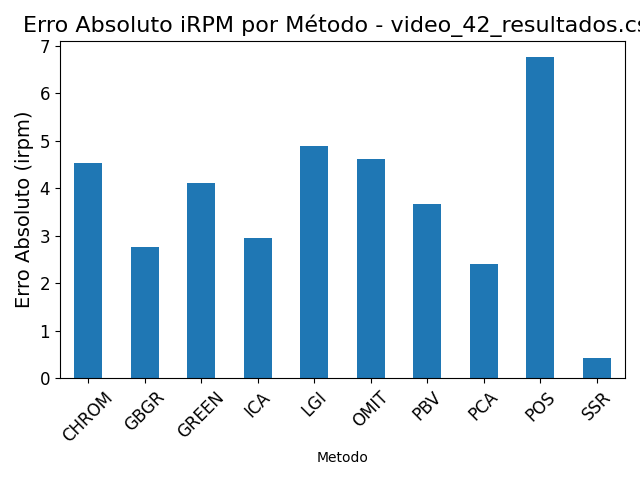 Erro Absoluto iRPM por Método - video_42_resultados.cs
Erro Absoluto (irpm)
7
6
5
4
3
2
1
0
CHROM GBGR GREEN ICA LGI OMIT PBV PCA POS SSR
Metodo